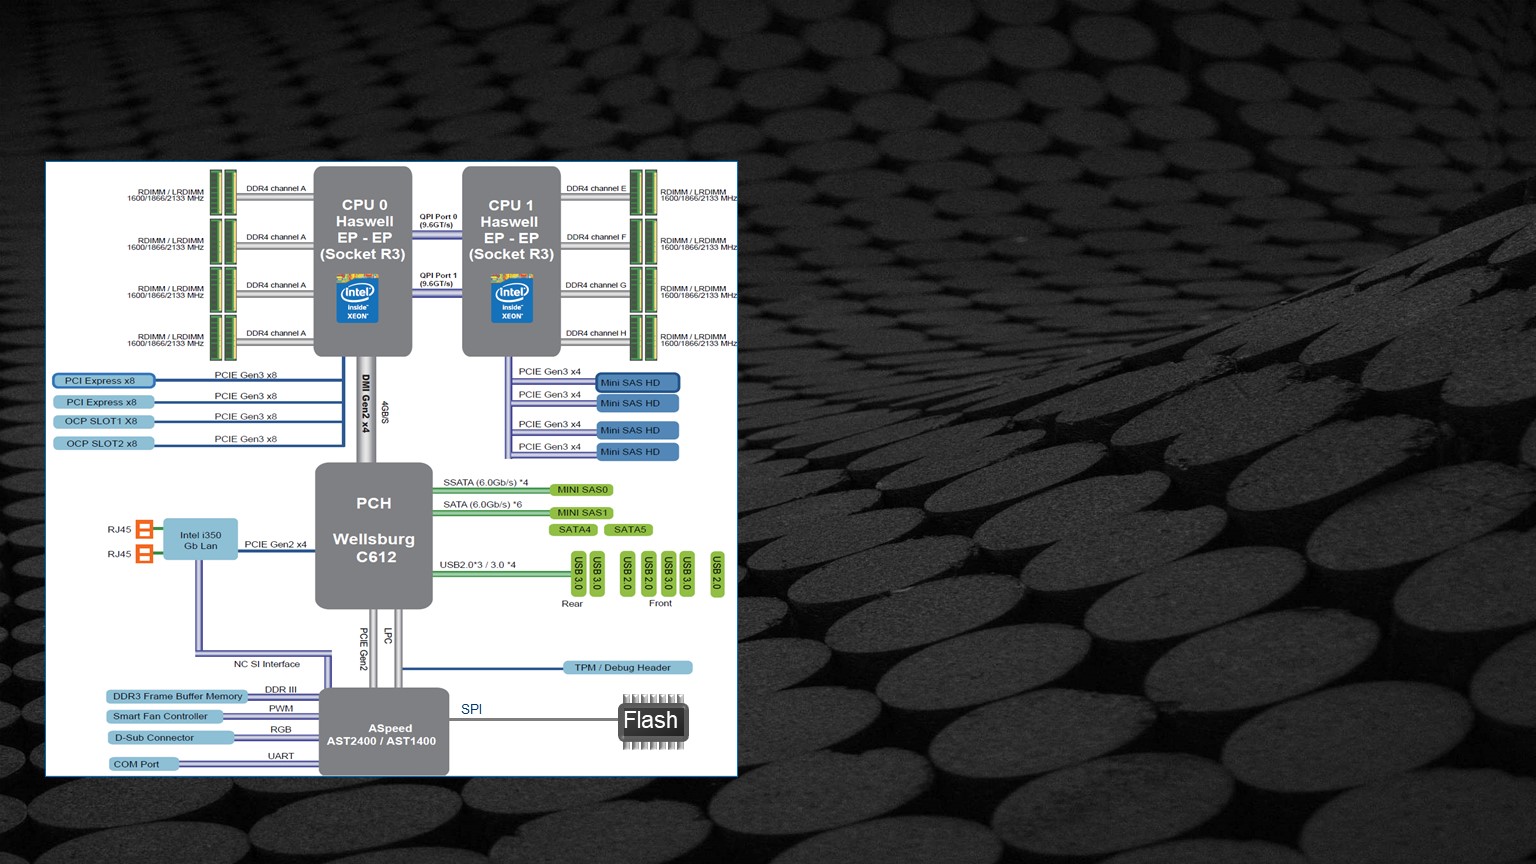 RDIMM / LRDIMM
1600/1866/2133 MHz
DDR4 channel A
RDIMM / LRDIMM
1600/1866/2133 MHz
DDR4 channel A
RDIMM / LRDIMM
1600/1866/2133 MHz
DDR4 channel A
RDIMM / LRDIMM
1600/1866/2133 MHz
DDR4 channel A
CPU 0
Haswell
EP - EP
(Socket R3)
intel
inside™
XEON®
QPI Port 0
(9.6GT/s)
QPI Port 1
(9.6GT/s)
CPU 1
Haswell
EP - EP
(Socket R3)
intel
inside™
XEON®
DDR4 channel E
RDIMM / LRDIMM
1600/1866/2133 MHz
DDR4 channel F
RDIMM / LRDIMM
1600/1866/2133 MHz
DDR4 channel G
RDIMM / LRDIMM
1600/1866/2133 MHz
DDR4 channel H
RDIMM / LRDIMM
1600/1866/2133 MHz
PCI Express x8
PCIE Gen3 x8
PCI Express x8
PCIE Gen3 x8
OCP SLOT1 X8
PCIE Gen3 x8
OCP SLOT2 x8
PCIE Gen3 x8
DMI Gen2 x4
4GB/S
PCIE Gen3 x4
Mini SAS HD
PCIE Gen3 x4
Mini SAS HD
PCIE Gen3 x4
Mini SAS HD
PCIE Gen3 x4
Mini SAS HD
PCH
Wellsburg
C612
SSATA (6.0Gb/s) *4
MINI SAS0
SATA (6.0Gb/s) *6
MINI SAS1
SATA4
SATA5
RJ45
RJ45
Intel i350
Gb Lan
PCIE Gen2 x4
USB2.0*3 / 3.0 *4
USB 3.0
USB 3.0
USB 2.0
USB 2.0
USB 3.0
USB 3.0
USB 2.0
Rear
Front
PCIE Gen2
LPC
NC SI Interface
TPM / Debug Header
DDR3 Frame Buffer Memory
DDR III
Smart Fan Controller
PWM
D-Sub Connector
RGB
COM Port
UART
ASpeed
AST2400 / AST1400
SPI
Flash